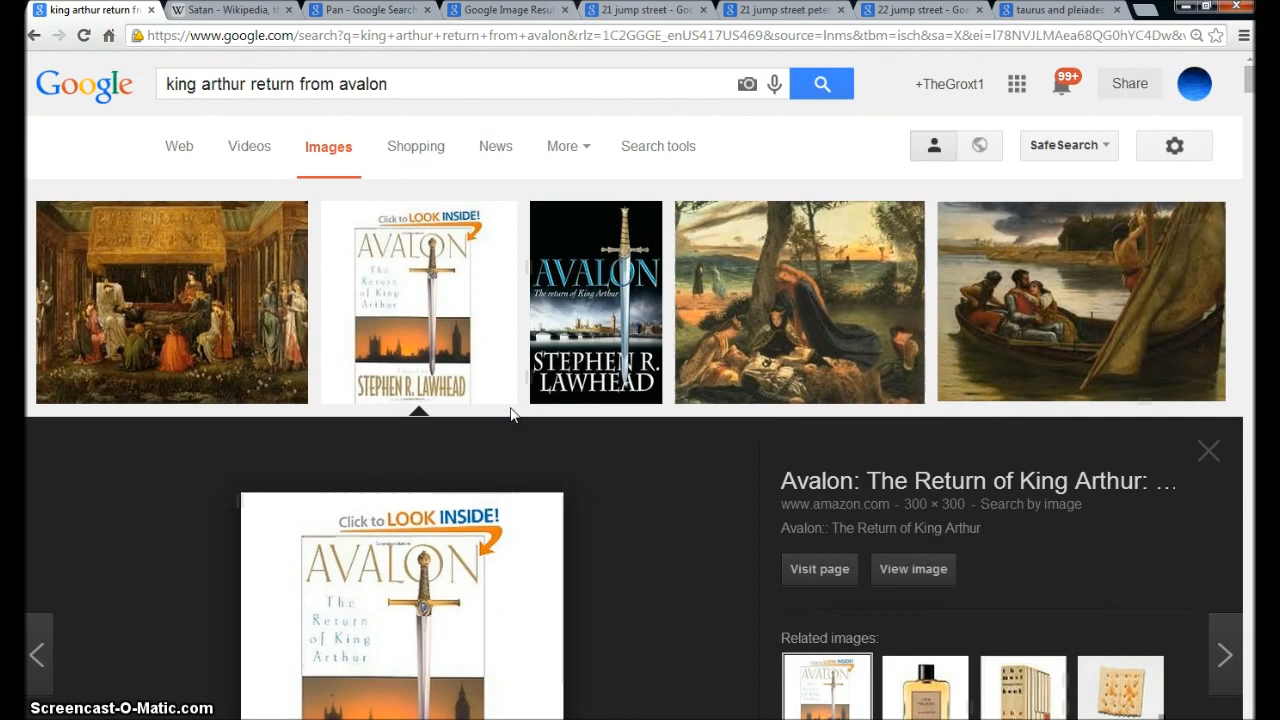 king arthur return fr
Satan - Wikipedia, t
Pan - Google Search
Google Image Resul
21 jump street - Goo
21 jump street pete
22 jump street - Goo
taurus and pleiades
https://www.google.com/search?q=king+arthur+return+from+avalon&rlz=1C2GGGE_enUS417US469&source=lnms&tbm=isch&sa=X&ei=l78NVJLMAea68QG0hYC4Dw&v
Google
king arthur return from avalon
+TheGroxt1
99+
Share
Web
Videos
Images
Shopping
News
More
Search tools
SafeSearch
Click to LOOK INSIDE!
AVALON
The
Return
of King
Arthur
STEPHEN R. LAWHEAD
AVALON
The return of King Arthur
STEPHEN R.
LAWHEAD
Click to LOOK INSIDE!
AVALON
The
Return
of King
Arthur
Avalon: The Return of King Arthur: ...
www.amazon.com - 300 × 300 - Search by image
Avalon:: The Return of King Arthur
Visit page
View image
Related images:
Screencast-O-Matic.com